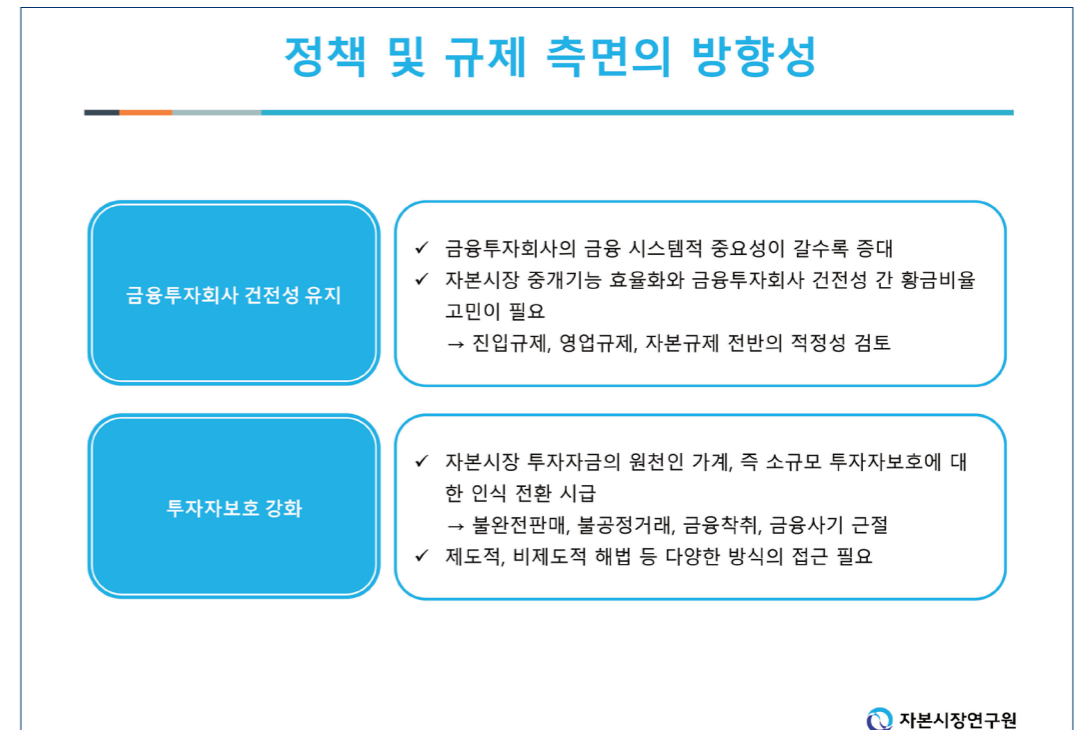 정책 및 규제 측면의 방향성
금융투자회사 건전성 유지
✓ 금융투자회사의 금융 시스템적 중요성이 갈수록 증대
✓ 자본시장 중개기능 효율화와 금융투자회사 건전성 간 황금비율
고민이 필요
→ 진입규제, 영업규제, 자본규제 전반의 적정성 검토
투자자보호 강화
✓ 자본시장 투자자금의 원천인 가계, 즉 소규모 투자자보호에 대
한 인식 전환 시급
→ 불완전판매, 불공정거래, 금융착취, 금융사기 근절
✓ 제도적, 비제도적 해법 등 다양한 방식의 접근 필요
자본시장연구원